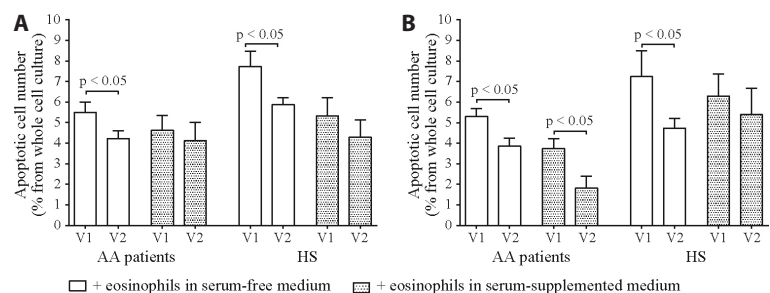 A
B
Apoptotic cell number
(% from whole cell culture)
10
9
8
7
6
5
4
3
2
1
0
p < 0.05
p < 0.05
V1 V2 V1 V2 V1 V2 V1 V2
AA patients HS
Apoptotic cell number
(% from whole cell culture)
10
9
8
7
6
5
4
3
2
1
0
p < 0.05
p < 0.05
p < 0.05
V1 V2 V1 V2 V1 V2 V1 V2
AA patients HS
+ eosinophils in serum-free medium + eosinophils in serum-supplemented medium